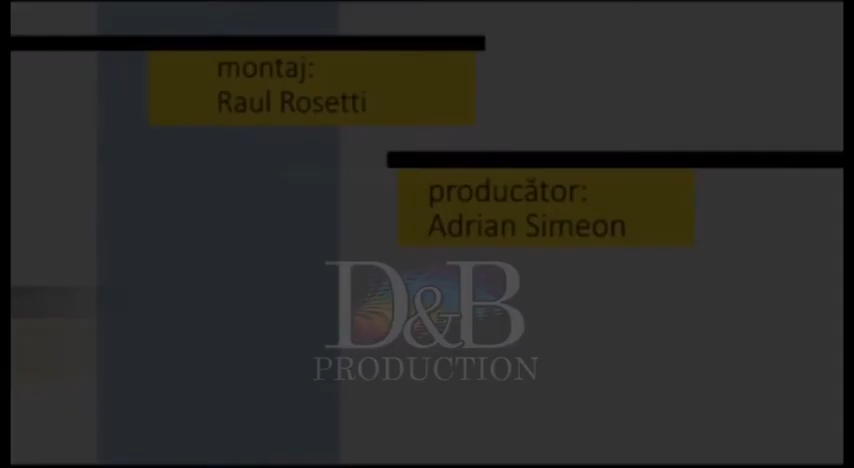 montaj:
Raul Rosetti
producător:
Adrian Simeon
D&B
PRODUCTION